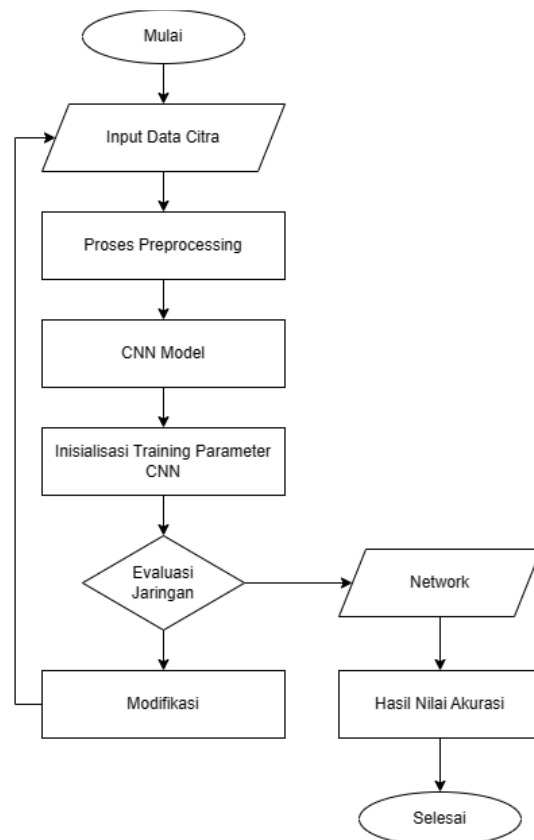 Mulai
Input Data Citra
Proses Preprocessing
CNN Model
Inisialisasi Training Parameter
CNN
Evaluasi
Jaringan
Network
Modifikasi
Hasil Nilai Akurasi
Selesai